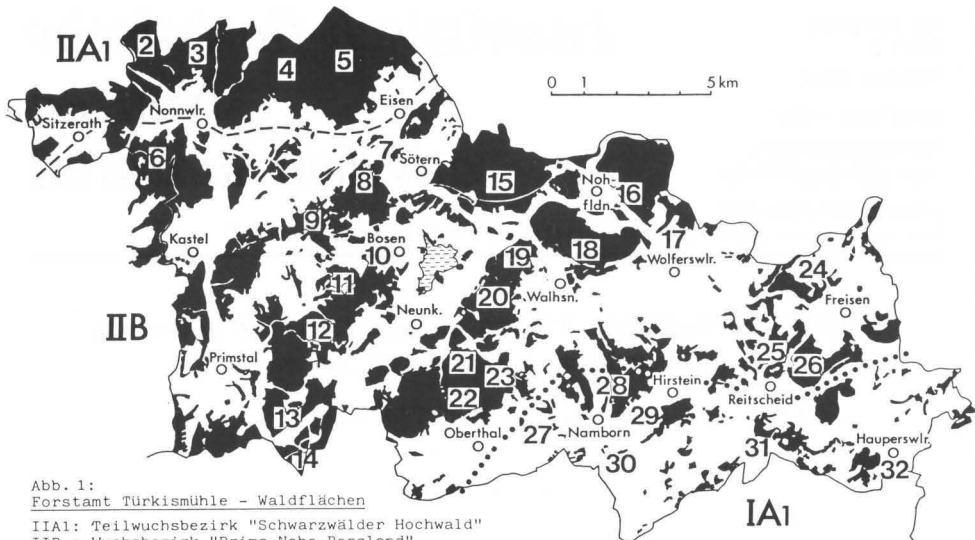 IIA1
2
3
4
5
0 1 5 km
Eisen
Nonnwlr.
Sitzerath
6
7
Sötern
8
15
Noh-
fldn.
16
9
Kastel
Bosen
10
17
18
19
Wolferswlr.
24
11
Walhsn.
20
Freisen
IIB
12
Neunk.
Primstal
21
23
25
26
28
Hirstein
22
Reitscheid
13
29
Oberthal
27
Namborn
31
Hauperswlr.
14
30
32
IA1
Abb. 1:
Forstamt Türkismühle - Waldflächen
IIA1: Teilwuchsbezirk "Schwarzwälder Hochwald"